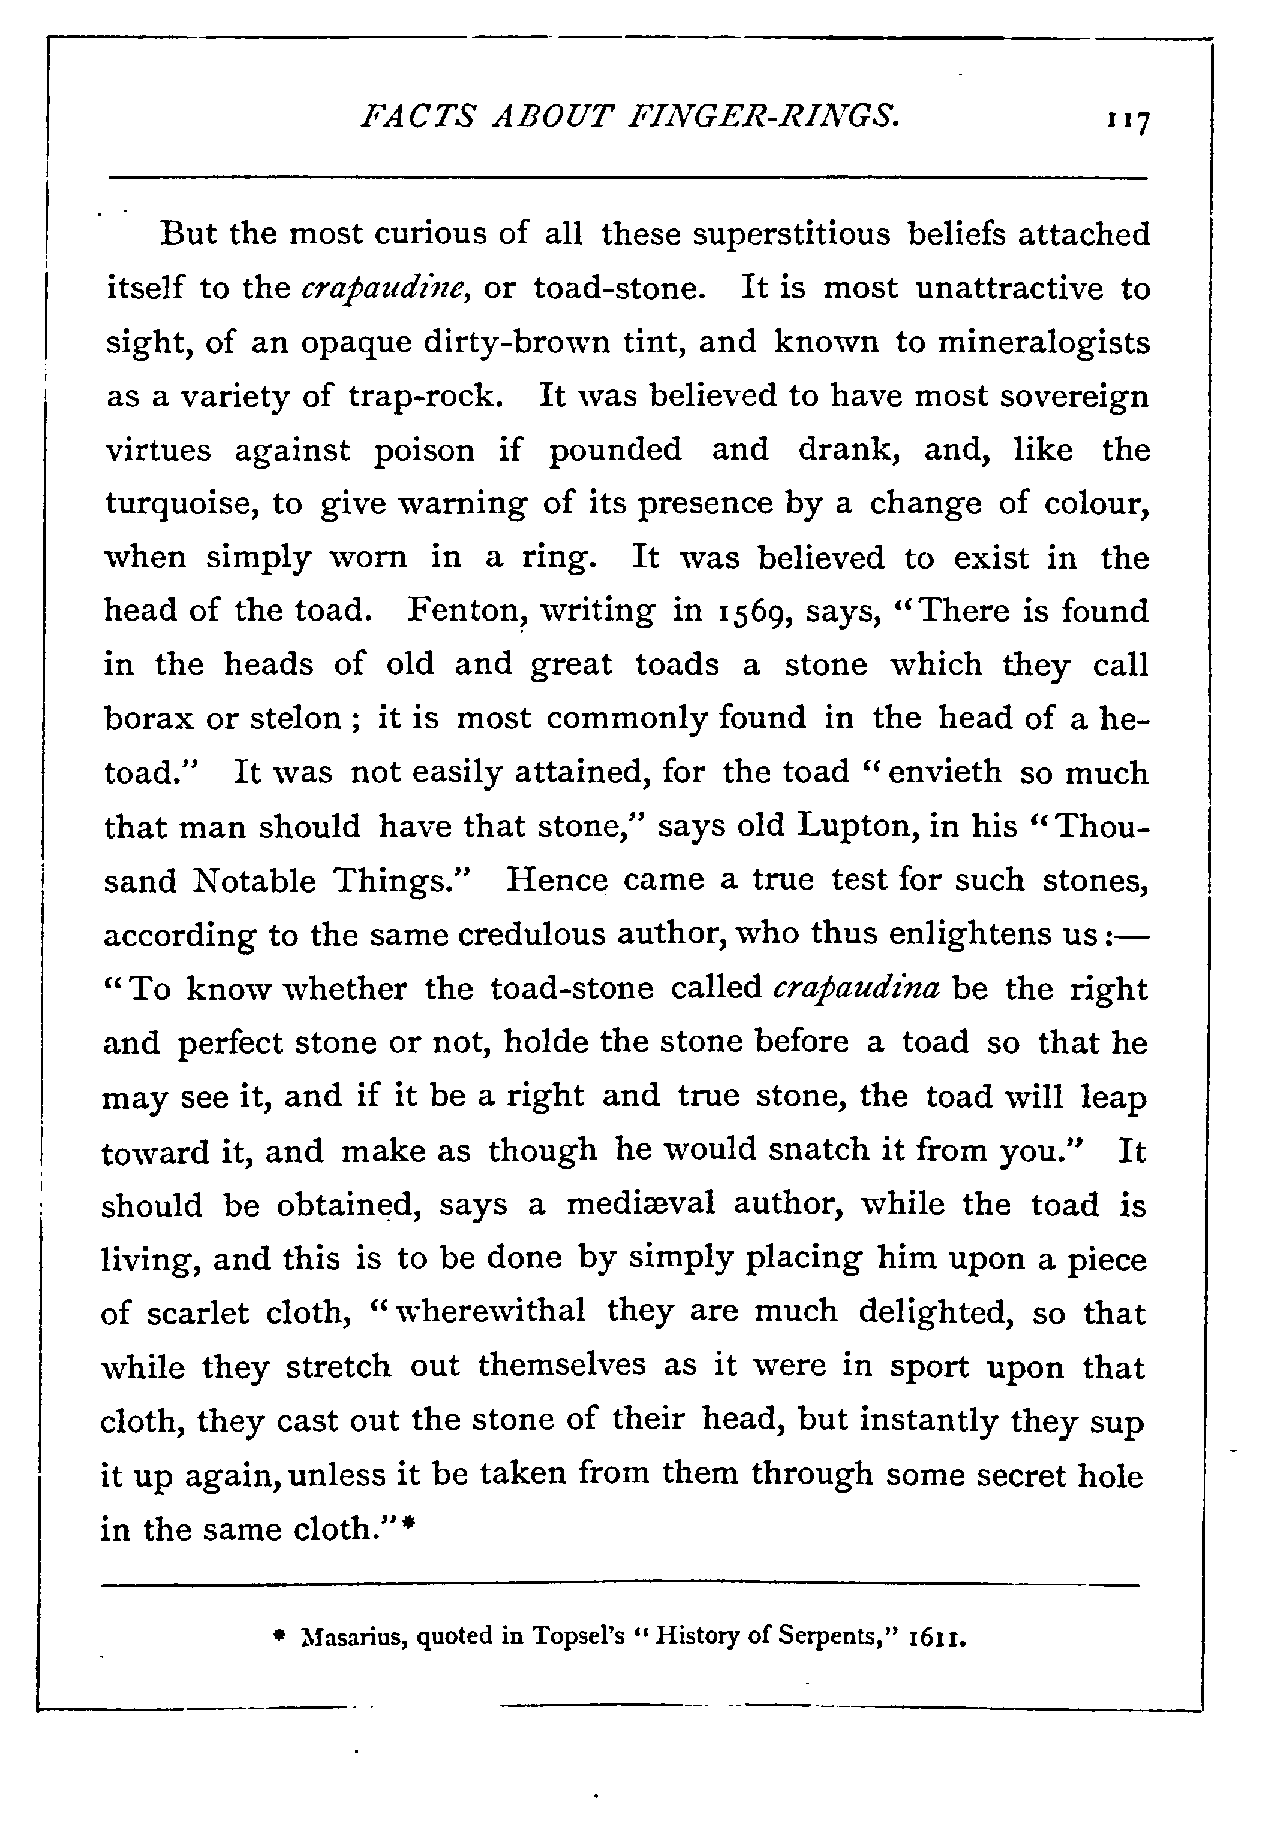 FACTS ABOUT FINGER-RINGS. 117
But the most curious of all these superstitious beliefs attached
itself to the crapaudine, or toad-stone. It is most unattractive to
sight, of an opaque dirty-brown tint, and known to mineralogists
as a variety of trap-rock. It was believed to have most sovereign
virtues against poison if pounded and drank, and, like the
turquoise, to give warning of its presence by a change of colour,
when simply worn in a ring. It was believed to exist in the
head of the toad. Fenton, writing in 1569, says, “There is found
in the heads of old and great toads a stone which they call
borax or stelon ; it is most commonly found in the head of a he-
toad.” It was not easily attained, for the toad “envieth so much
that man should have that stone,” says old Lupton, in his “Thou-
sand Notable Things.” Hence came a true test for such stones,
according to the same credulous author, who thus enlightens us :—
“To know whether the toad-stone called crapaudina be the right
and perfect stone or not, holde the stone before a toad so that he
may see it, and if it be a right and true stone, the toad will leap
toward it, and make as though he would snatch it from you.” It
should be obtained, says a mediæval author, while the toad is
living, and this is to be done by simply placing him upon a piece
of scarlet cloth, “wherewithal they are much delighted, so that
while they stretch out themselves as it were in sport upon that
cloth, they cast out the stone of their head, but instantly they sup
it up again, unless it be taken from them through some secret hole
in the same cloth.”*
* Masarius, quoted in Topsel’s “History of Serpents,” 1611.